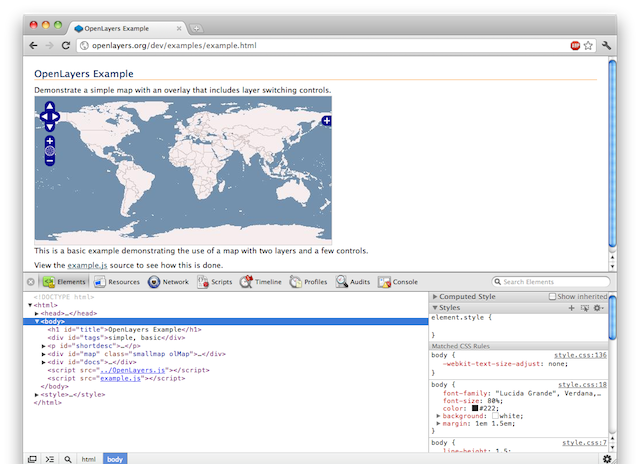 OpenLayers Example
openlayers.org/dev/examples/example.html
OpenLayers Example
Demonstrate a simple map with an overlay that includes layer switching controls.
This is a basic example demonstrating the use of a map with two layers and a few controls.
View the example.js source to see how this is done.
Elements Resources Network Scripts Timeline Profiles Audits Console Search Elements
<!DOCTYPE html>
<html>
<head>…</head>
<body>
<h1 id="title">OpenLayers Example</h1>
<div id="tags">simple, basic</div>
<p id="shortdesc">…</p>
<div id="map" class="smallmap olMap">…</div>
<div id="docs">…</div>
<script src="../OpenLayers.js"></script>
<script src="example.js"></script>
</body>
<style>…</style>
</html>
Computed Style Show inherited
Styles
element.style {
}
Matched CSS Rules
body { style.css:136
-webkit-text-size-adjust: none;
}
body { style.css:18
font-family: "Lucida Grande", Verdana,…
font-size: 80%;
color: #222;
background: white;
margin: 1em 1.5em;
}
body { style.css:7
line-height: 1.5;
html body